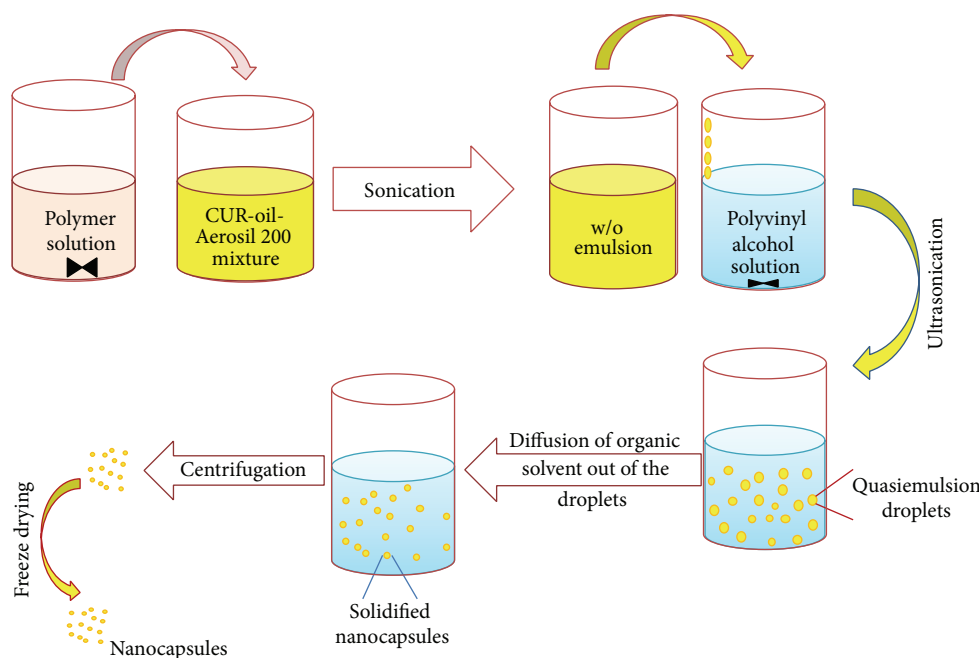 Polymer
solution
CUR-oil-
Aerosil 200
mixture
Sonication
w/o
emulsion
Polyvinyl
alcohol
solution
Ultrasonication
Quasiemulsion
droplets
Diffusion of organic
solvent out of the
droplets
Solidified
nanocapsules
Centrifugation
Freeze drying
Nanocapsules